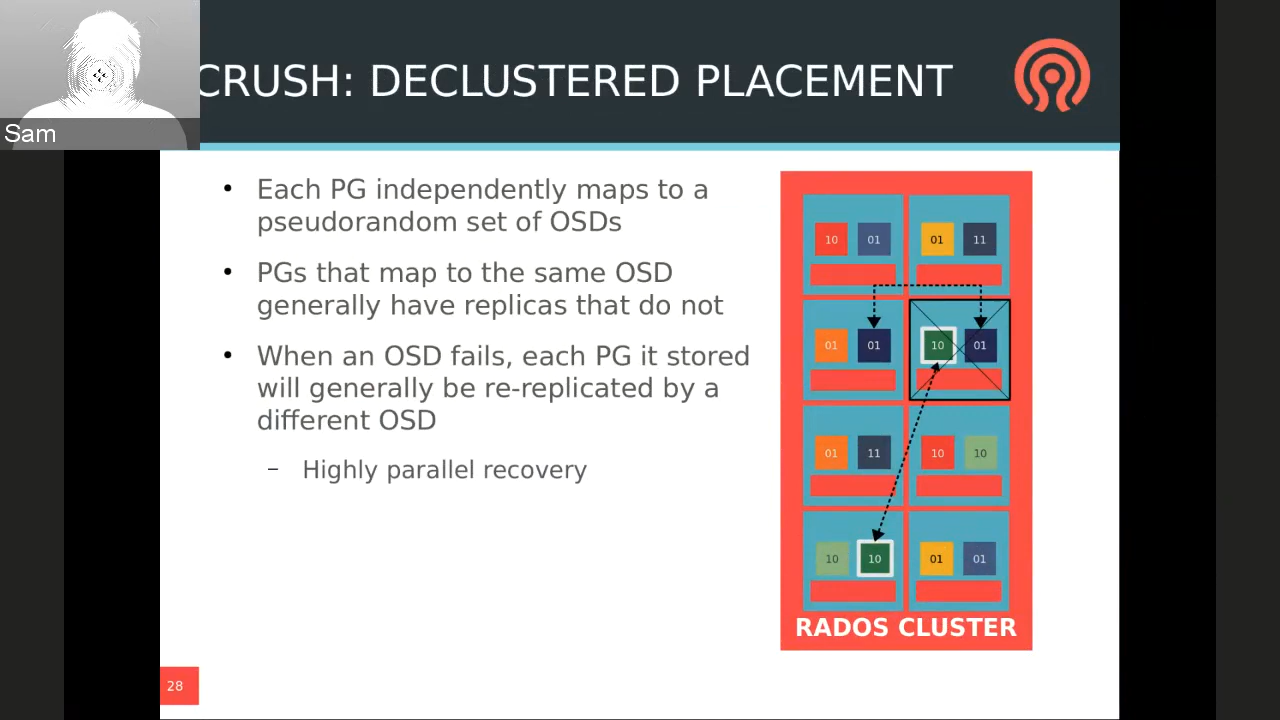 Sam
CRUSH: DECLUSTERED PLACEMENT
• Each PG independently maps to a
pseudorandom set of OSDs
• PGs that map to the same OSD
generally have replicas that do not
• When an OSD fails, each PG it stored
will generally be re-replicated by a
different OSD
– Highly parallel recovery
10 01 01 11
01 01 10 01
01 11 10 10
10 10 01 01
RADOS CLUSTER
28